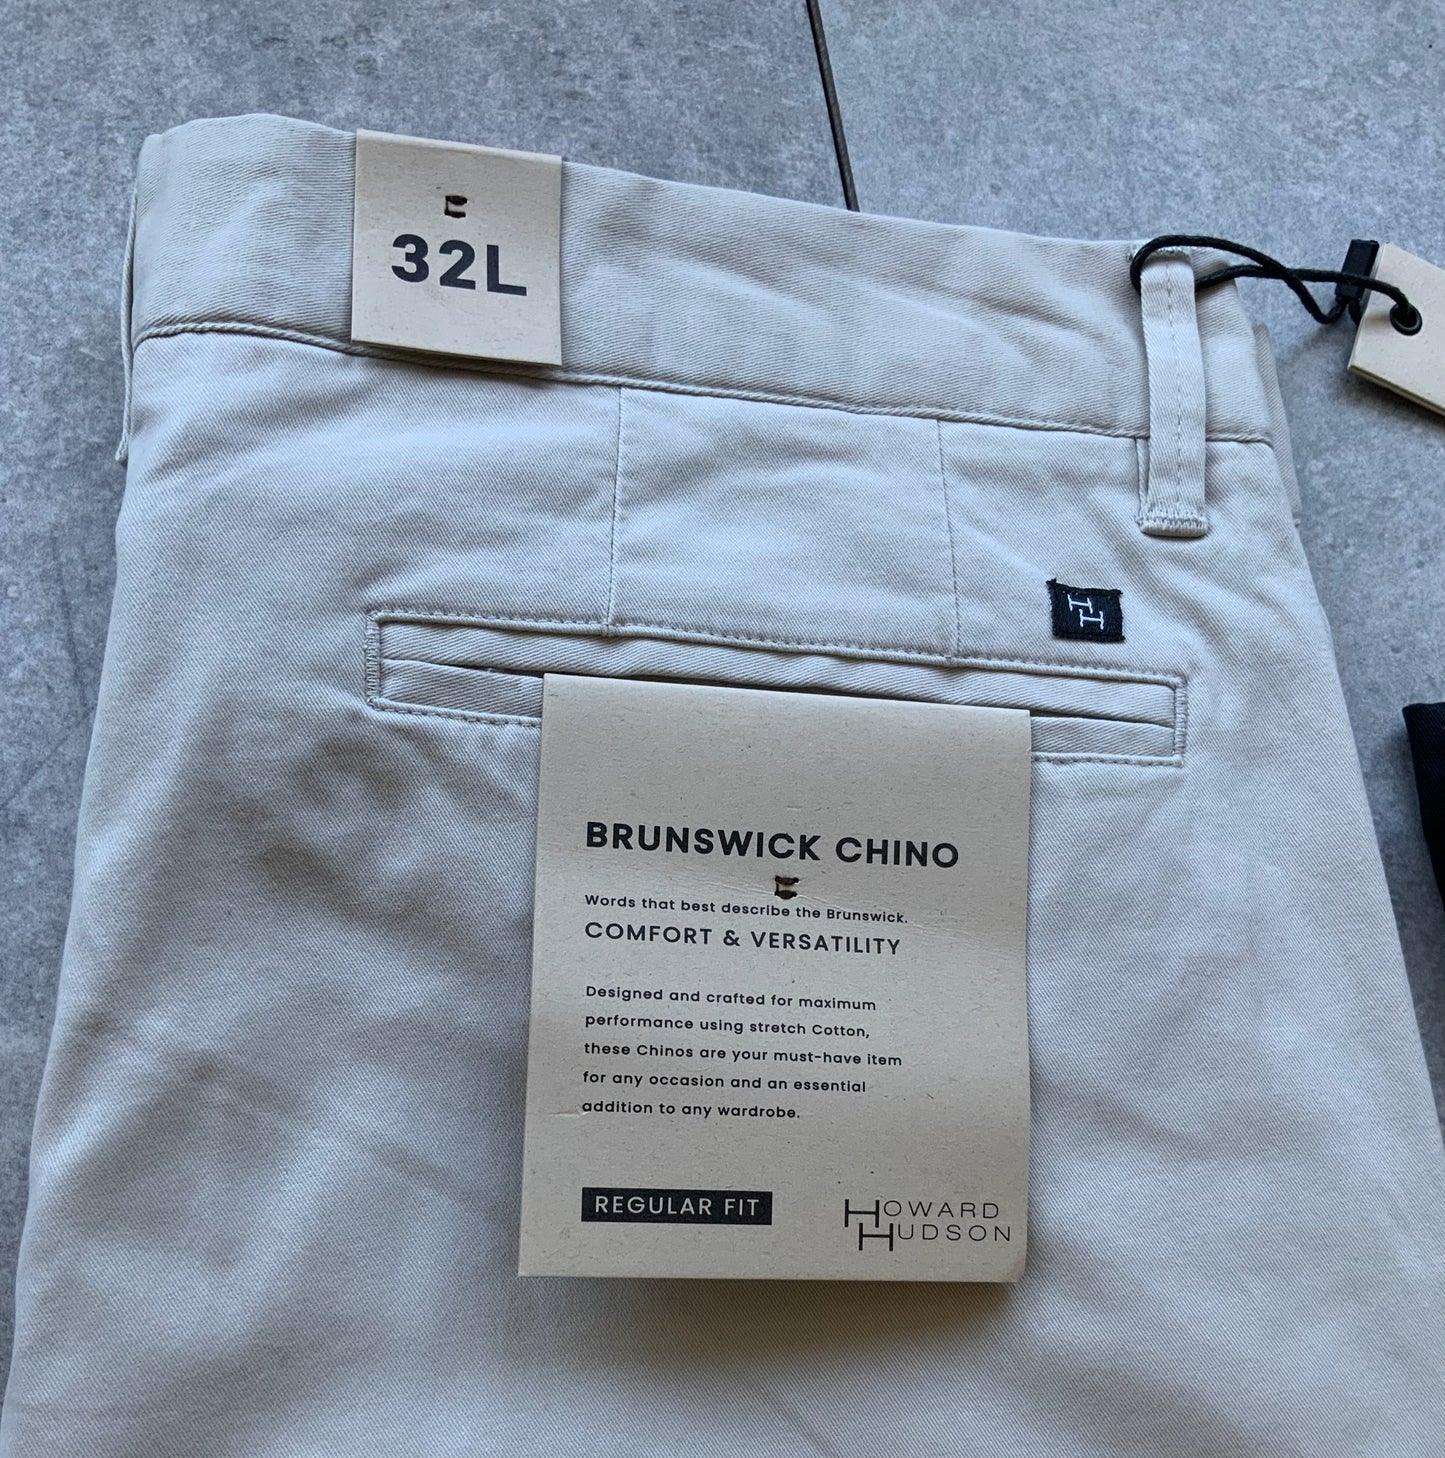 32L
HH
BRUNSWICK CHINO
Words that best describe the Brunswick.
COMFORT & VERSATILITY
Designed and crafted for maximum
performance using stretch Cotton,
these Chinos are your must-have item
for any occasion and an essential
addition to any wardrobe.
REGULAR FIT
HOWARD
HUDSON